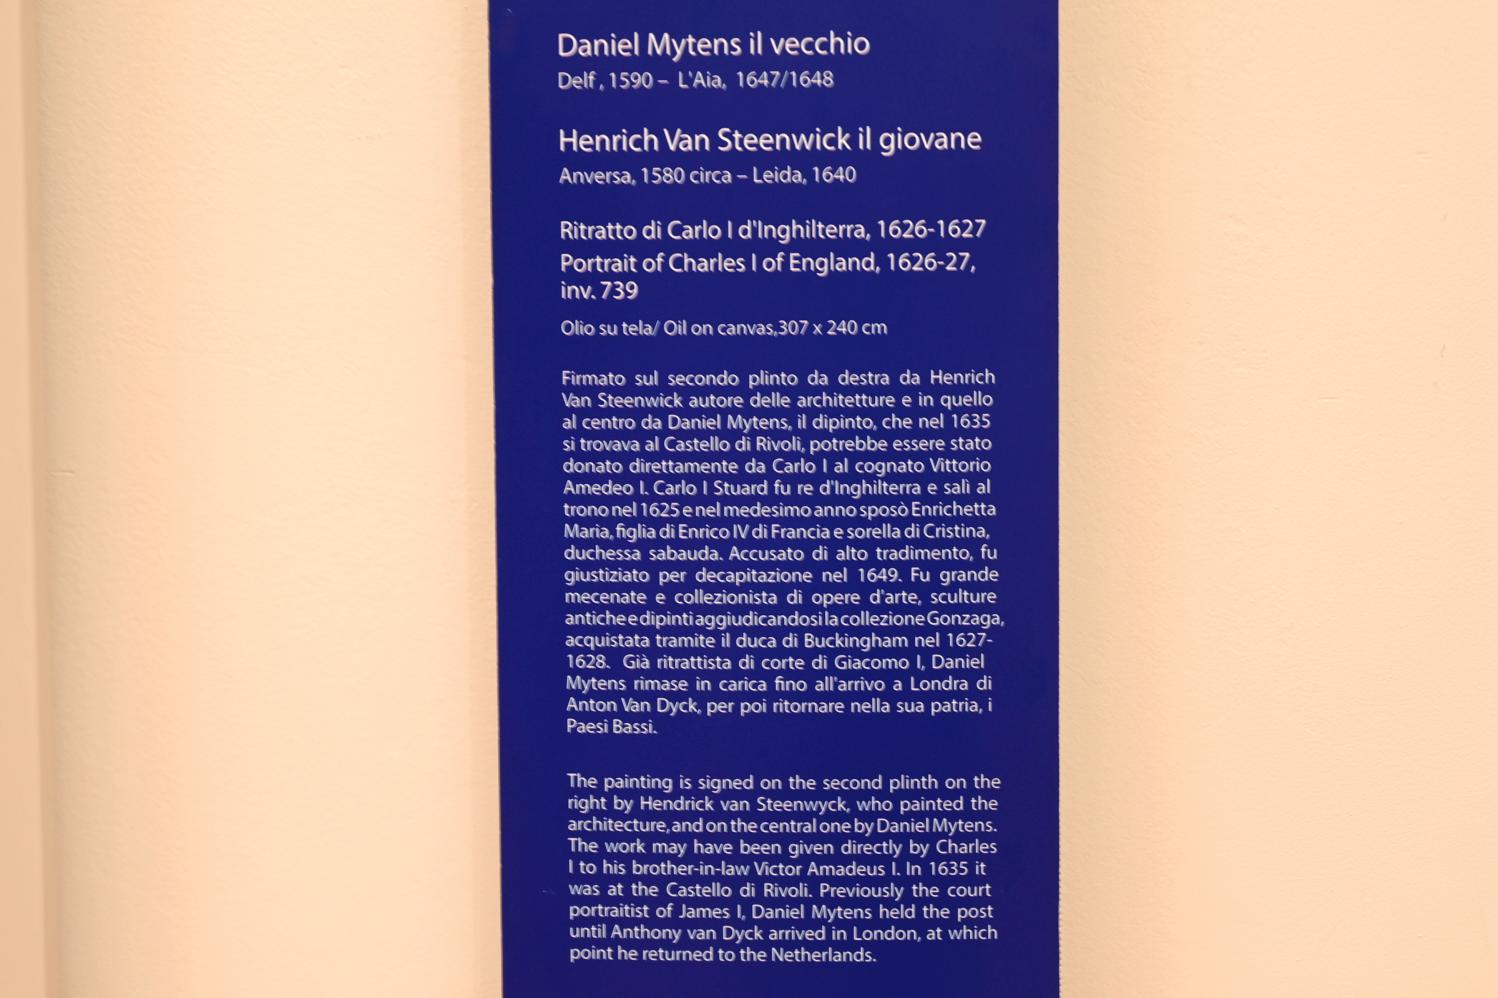 Daniel Mytens il vecchio
Delf , 1590 – L'Aia, 1647/1648
Henrich Van Steenwick il giovane
Anversa, 1580 circa – Leida, 1640
Ritratto di Carlo I d'Inghilterra, 1626-1627
Portrait of Charles I of England, 1626-27,
inv. 739
Olio su tela/ Oil on canvas,307 x 240 cm
Firmato sul secondo plinto da destra da Henrich
Van Steenwick autore delle architetture e in quello
al centro da Daniel Mytens, il dipinto, che nel 1635
si trovava al Castello di Rivoli, potrebbe essere stato
donato direttamente da Carlo I al cognato Vittorio
Amedeo I. Carlo I Stuard fu re d'Inghilterra e salì al
trono nel 1625 e nel medesimo anno sposò Enrichetta
Maria, figlia di Enrico IV di Francia e sorella di Cristina,
duchessa sabauda. Accusato di alto tradimento, fu
giustiziato per decapitazione nel 1649. Fu grande
mecenate e collezionista di opere d'arte, sculture
antiche e dipinti aggiudicandosi la collezione Gonzaga,
acquistata tramite il duca di Buckingham nel 1627-
1628. Già ritrattista di corte di Giacomo I, Daniel
Mytens rimase in carica fino all'arrivo a Londra di
Anton Van Dyck, per poi ritornare nella sua patria, i
Paesi Bassi.
The painting is signed on the second plinth on the
right by Hendrick van Steenwyck, who painted the
architecture, and on the central one by Daniel Mytens.
The work may have been given directly by Charles
I to his brother-in-law Victor Amadeus I. In 1635 it
was at the Castello di Rivoli. Previously the court
portraitist of James I, Daniel Mytens held the post
until Anthony van Dyck arrived in London, at which
point he returned to the Netherlands.